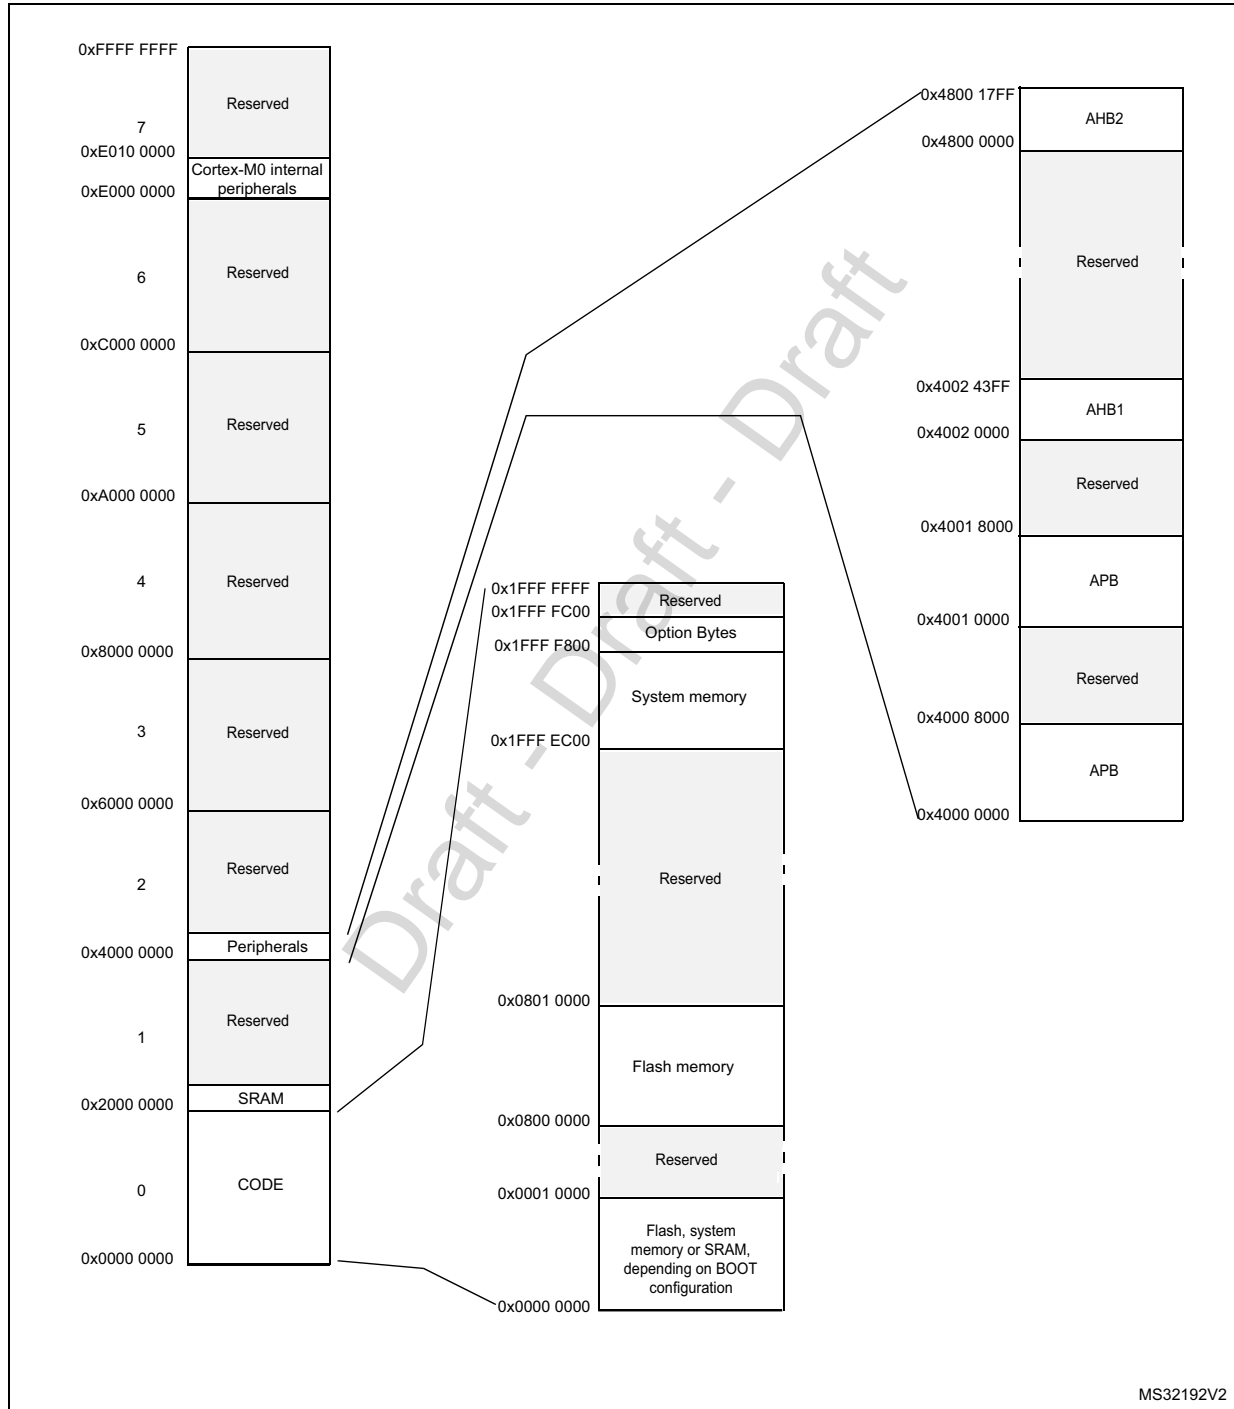 0xFFFF FFFF
Reserved
7
0xE010 0000
Cortex-M0 internal
peripherals
0xE000 0000
6
Reserved
0xC000 0000
5
Reserved
0xA000 0000
4
Reserved
0x8000 0000
3
Reserved
0x6000 0000
2
Reserved
Peripherals
0x4000 0000
1
Reserved
SRAM
0x2000 0000
0
CODE
0x0000 0000
0x1FFF FFFF
Reserved
0x1FFF FC00
Option Bytes
0x1FFF F800
System memory
0x1FFF EC00
Reserved
0x0801 0000
Flash memory
0x0800 0000
Reserved
0x0001 0000
Flash, system
memory or SRAM,
depending on BOOT
configuration
0x0000 0000
0x4800 17FF
AHB2
0x4800 0000
Reserved
0x4002 43FF
AHB1
0x4002 0000
Reserved
0x4001 8000
APB
0x4001 0000
Reserved
0x4000 8000
APB
0x4000 0000
Draft - Draft - Draft - Draft
MS32192V2